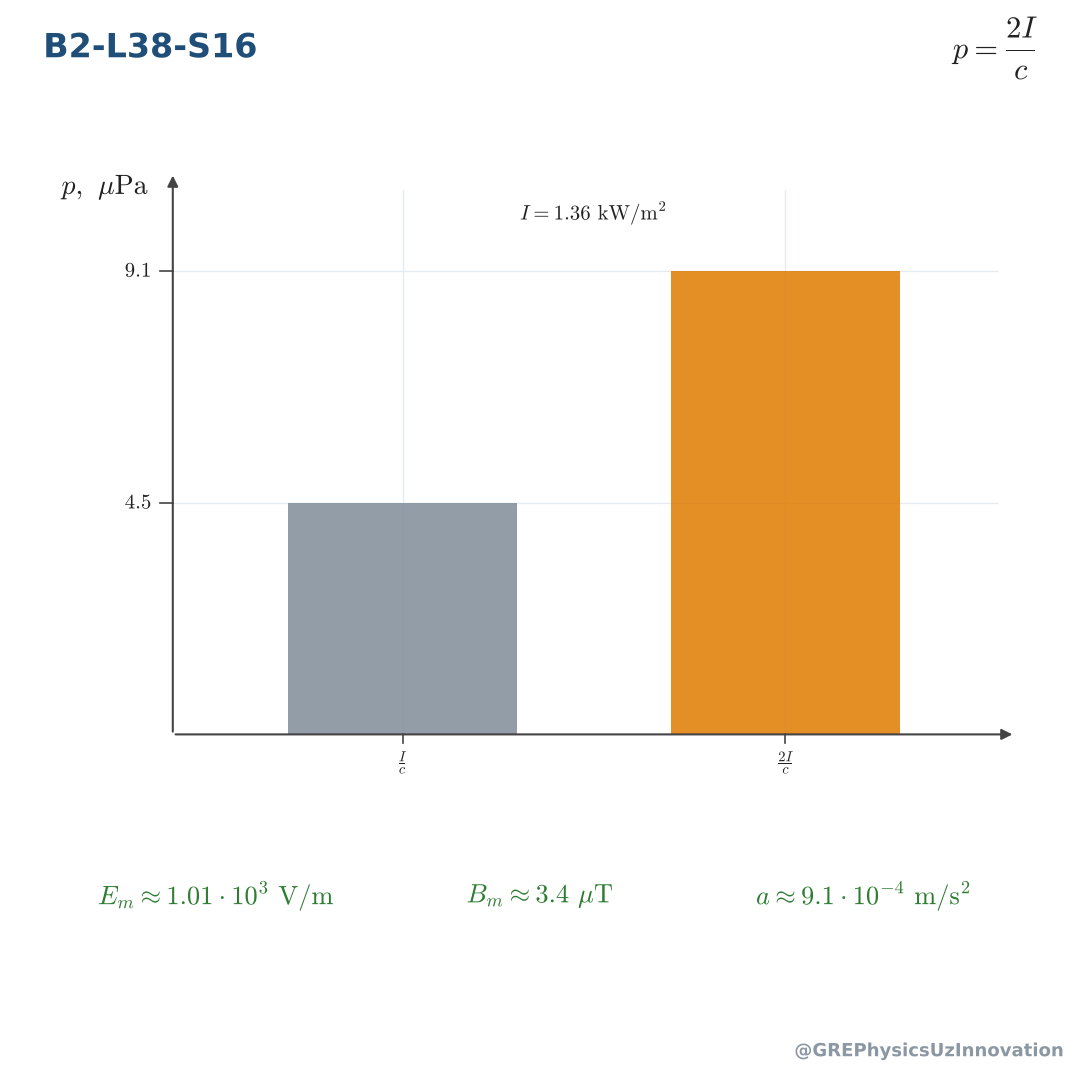 B2-L38-S16
p = 2I/c
p, μPa
I = 1.36 kW/m²
9.1
4.5
I/c
2I/c
E_m ≈ 1.01 · 10³ V/m
B_m ≈ 3.4 μT
a ≈ 9.1 · 10⁻⁴ m/s²
@GREPhysicsUzInnovation